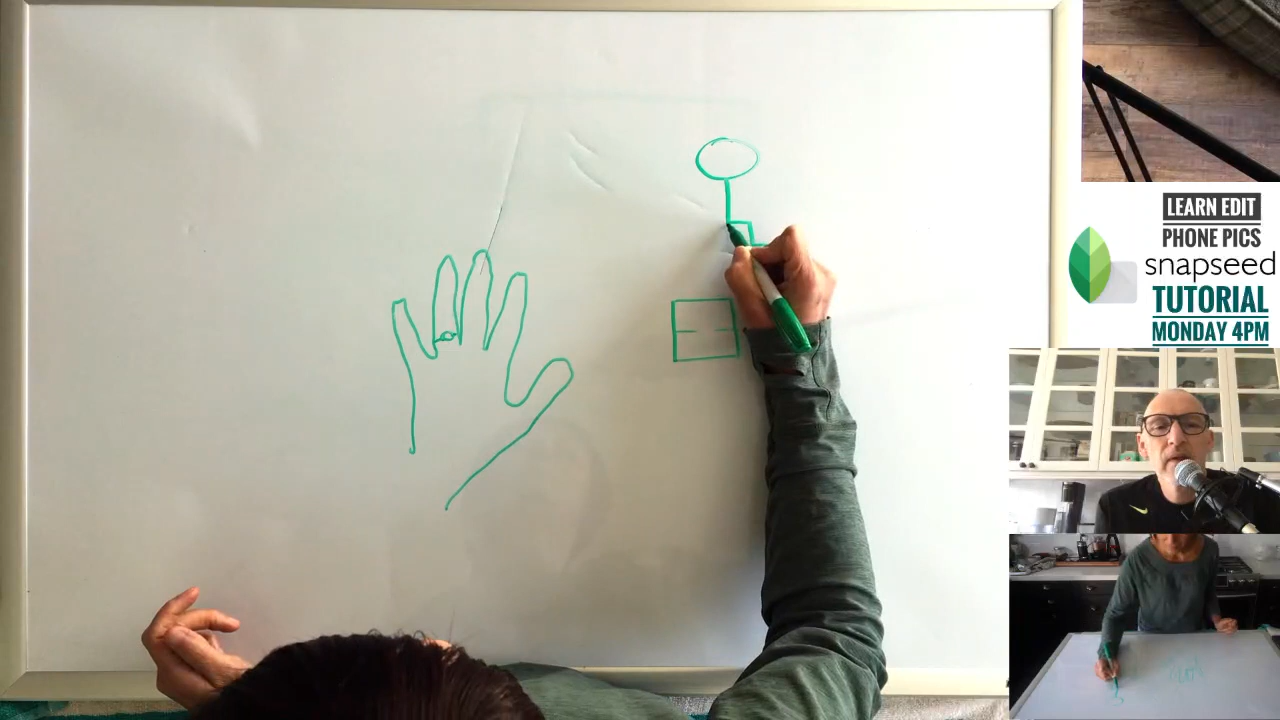 LEARN EDIT
PHONE PICS
snapseed
TUTORIAL
MONDAY 4PM